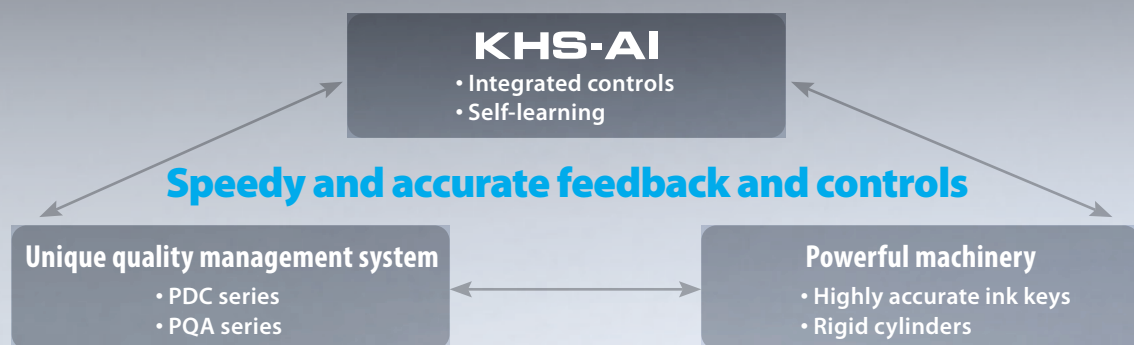 KHS-AI
• Integrated controls
• Self-learning
Speedy and accurate feedback and controls
Unique quality management system
• PDC series
• PQA series
Powerful machinery
• Highly accurate ink keys
• Rigid cylinders